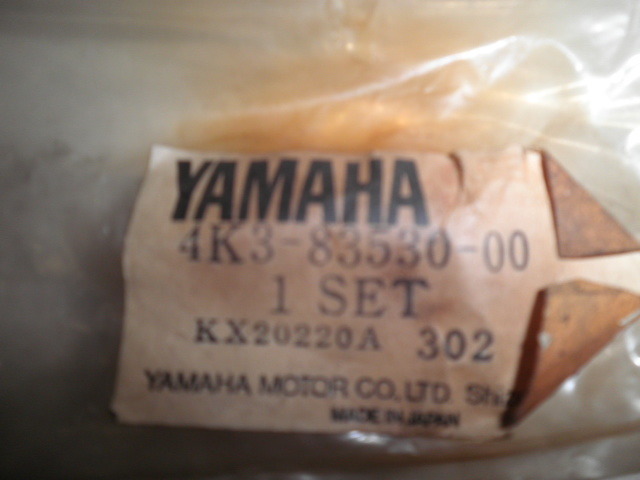 YAMAHA
4K3-83530-00
1 SET
KX20220A 302
YAMAHA MOTOR CO., LTD
MADE IN JAPAN